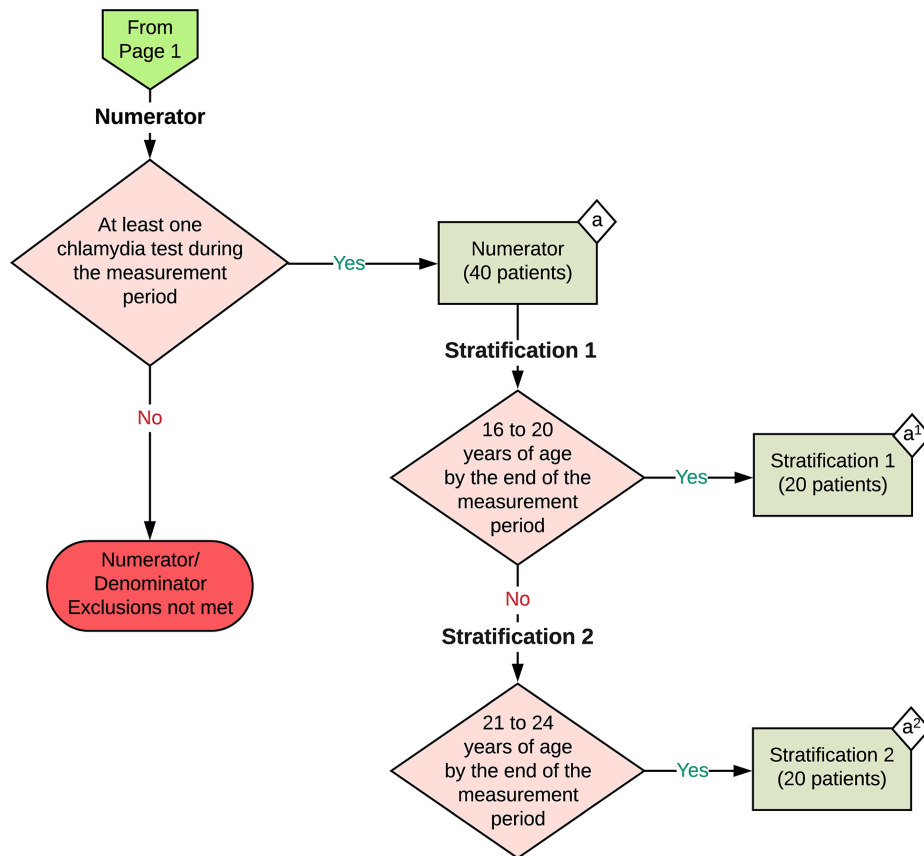 From
Page 1
Numerator
At least one
chlamydia test during
the measurement
period
Yes
a
Numerator
(40 patients)
No
Numerator/
Denominator
Exclusions not met
Stratification 1
16 to 20
years of age
by the end of the
measurement
period
Yes
a1
Stratification 1
(20 patients)
No
Stratification 2
21 to 24
years of age
by the end of the
measurement
period
Yes
a2
Stratification 2
(20 patients)